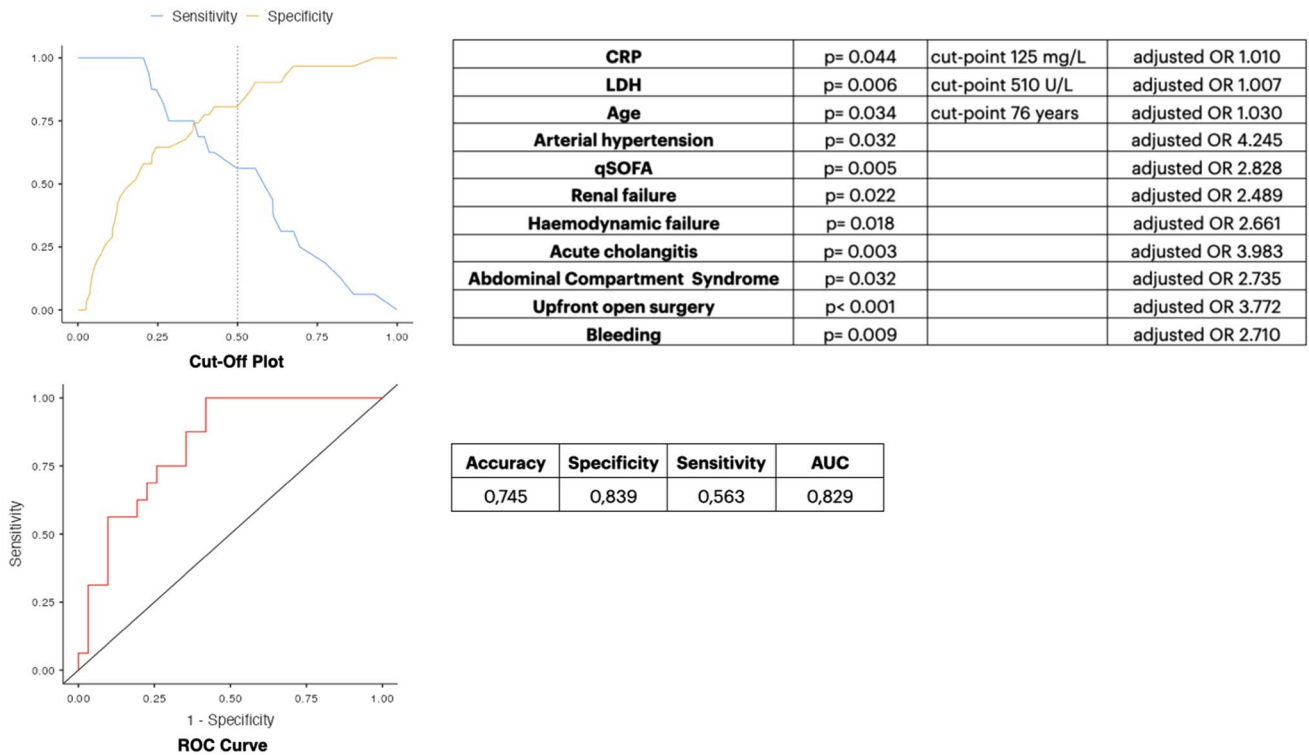 Sensitivity Specificity
1.00
0.75
0.50
0.25
0.00
0.00 0.25 0.50 0.75 1.00
Cut-Off Plot
CRP p= 0.044 cut-point 125 mg/L adjusted OR 1.010
LDH p= 0.006 cut-point 510 U/L adjusted OR 1.007
Age p= 0.034 cut-point 76 years adjusted OR 1.030
Arterial hypertension p= 0.032 adjusted OR 4.245
qSOFA p= 0.005 adjusted OR 2.828
Renal failure p= 0.022 adjusted OR 2.489
Haemodynamic failure p= 0.018 adjusted OR 2.661
Acute cholangitis p= 0.003 adjusted OR 3.983
Abdominal Compartment Syndrome p= 0.032 adjusted OR 2.735
Upfront open surgery p< 0.001 adjusted OR 3.772
Bleeding p= 0.009 adjusted OR 2.710
Sensitivity
1.00
0.75
0.50
0.25
0.00
0.00 0.25 0.50 0.75 1.00
1 - Specificity
ROC Curve
Accuracy Specificity Sensitivity AUC
0,745 0,839 0,563 0,829